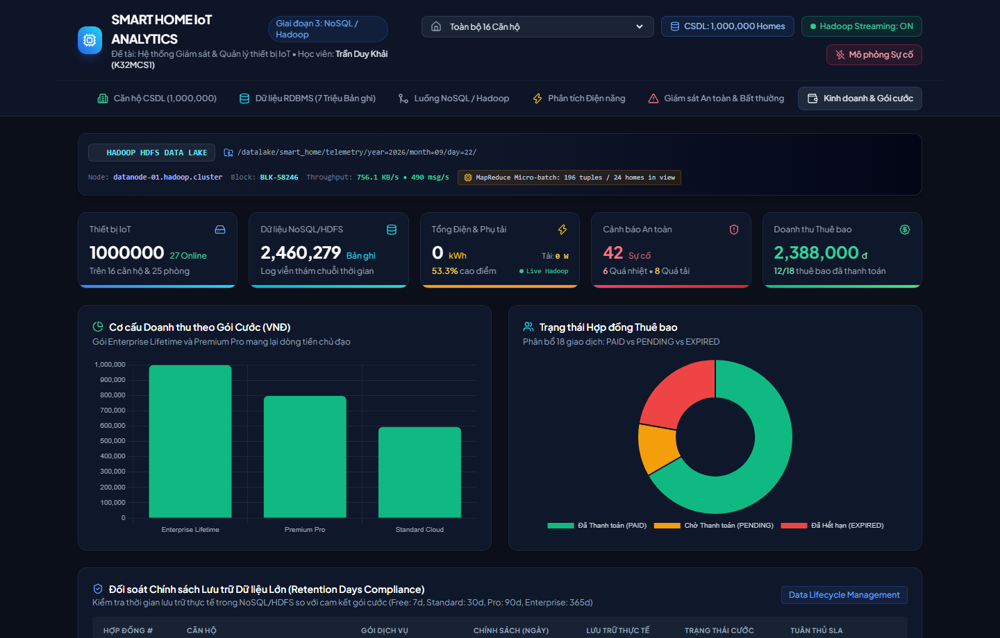 SMART HOME IoT
ANALYTICS
Giai đoạn 3: NoSQL /
Hadoop
Đề tài: Hệ thống Giám sát & Quản lý thiết bị IoT • Học viên: Trần Duy Khải
(K32MCS1)
Toàn bộ 16 Căn hộ
CSDL: 1,000,000 Homes
Hadoop Streaming: ON
Mô phỏng Sự cố
Căn hộ CSDL (1,000,000)
Dữ liệu RDBMS (7 Triệu Bản ghi)
Luồng NoSQL / Hadoop
Phân tích Điện năng
Giám sát An toàn & Bất thường
Kinh doanh & Gói cước
HADOOP HDFS DATA LAKE
/datalake/smart_home/telemetry/year=2026/month=09/day=22/
Node: datanode-01.hadoop.cluster Block: BLK-58246 Throughput: 756.1 KB/s • 490 msg/s
MapReduce Micro-batch: 196 tuples / 24 homes in view
Thiết bị IoT
1000000 27 Online
Trên 16 căn hộ & 25 phòng
Dữ liệu NoSQL/HDFS
2,460,279 Bản ghi
Log viễn thám chuỗi thời gian
Tổng Điện & Phụ tải
0 kWh Tải: 0 W
53.3% cao điểm • Live Hadoop
Cảnh báo An toàn
42 Sự cố
6 Quá nhiệt • 8 Quá tải
Doanh thu Thuê bao
2,388,000 đ
12/18 thuê bao đã thanh toán
Cơ cấu Doanh thu theo Gói Cước (VNĐ)
Gói Enterprise Lifetime và Premium Pro mang lại dòng tiền chủ đạo
1,000,000
900,000
800,000
700,000
600,000
500,000
400,000
300,000
200,000
100,000
0
Enterprise Lifetime Premium Pro Standard Cloud
Trạng thái Hợp đồng Thuê bao
Phân bổ 18 giao dịch: PAID vs PENDING vs EXPIRED
Đã Thanh toán (PAID) Chờ Thanh toán (PENDING) Đã Hết hạn (EXPIRED)
Đối soát Chính sách Lưu trữ Dữ liệu Lớn (Retention Days Compliance)
Kiểm tra thời gian lưu trữ thực tế trong NoSQL/HDFS so với cam kết gói cước (Free: 7d, Standard: 30d, Pro: 90d, Enterprise: 365d)
Data Lifecycle Management
HỢP ĐỒNG # CĂN HỘ GÓI DỊCH VỤ CHÍNH SÁCH (NGÀY) LƯU TRỮ THỰC TẾ TRẠNG THÁI CƯỚC TUÂN THỦ SLA